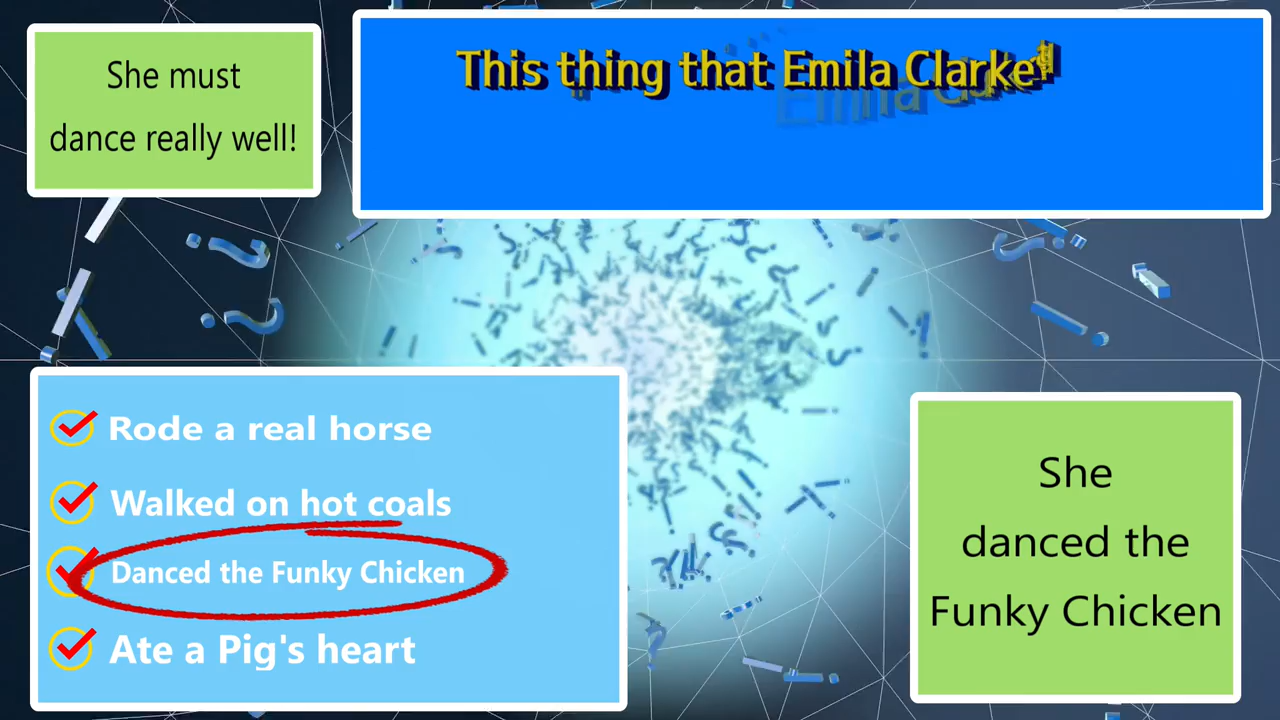 She must
dance really well!
This thing that Emila Clarke
Rode a real horse
Walked on hot coals
Danced the Funky Chicken
Ate a Pig's heart
She
danced the
Funky Chicken